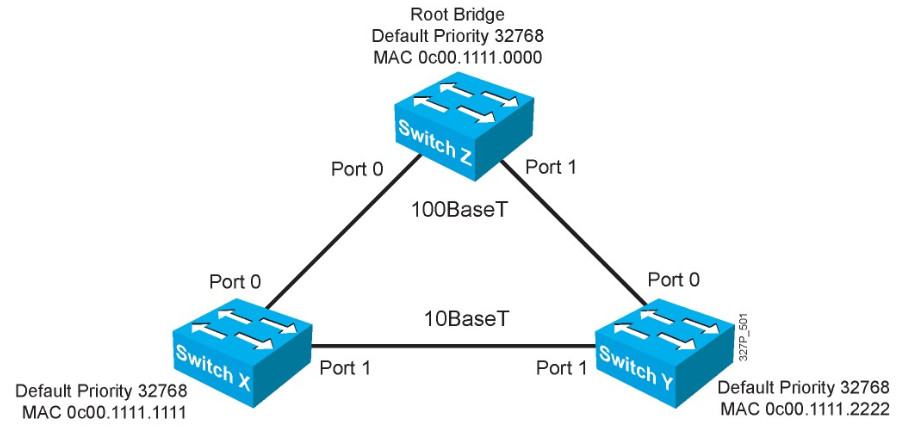 Root Bridge
Default Priority 32768
MAC 0c00.1111.0000
Switch Z
Port 0
Port 1
100BaseT
Port 0
Port 0
10BaseT
Switch X
Port 1
Port 1
Switch Y
327P_501
Default Priority 32768
MAC 0c00.1111.1111
Default Priority 32768
MAC 0c00.1111.2222